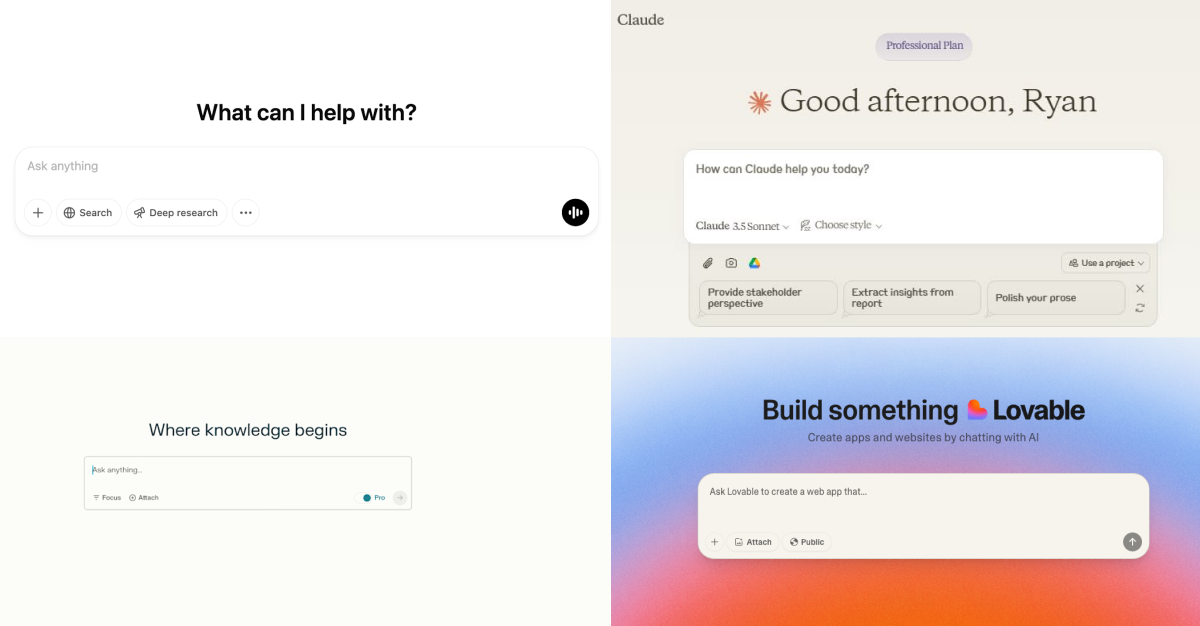 What can I help with?
Ask anything
Search
Deep research
Claude
Professional Plan
Good afternoon, Ryan
How can Claude help you today?
Claude 3.5 Sonnet
Choose style
Use a project
Provide stakeholder
perspective
Extract insights from
report
Polish your prose
Where knowledge begins
Ask anything...
Focus
Attach
Pro
Build something Lovable
Create apps and websites by chatting with AI
Ask Lovable to create a web app that...
Attach
Public